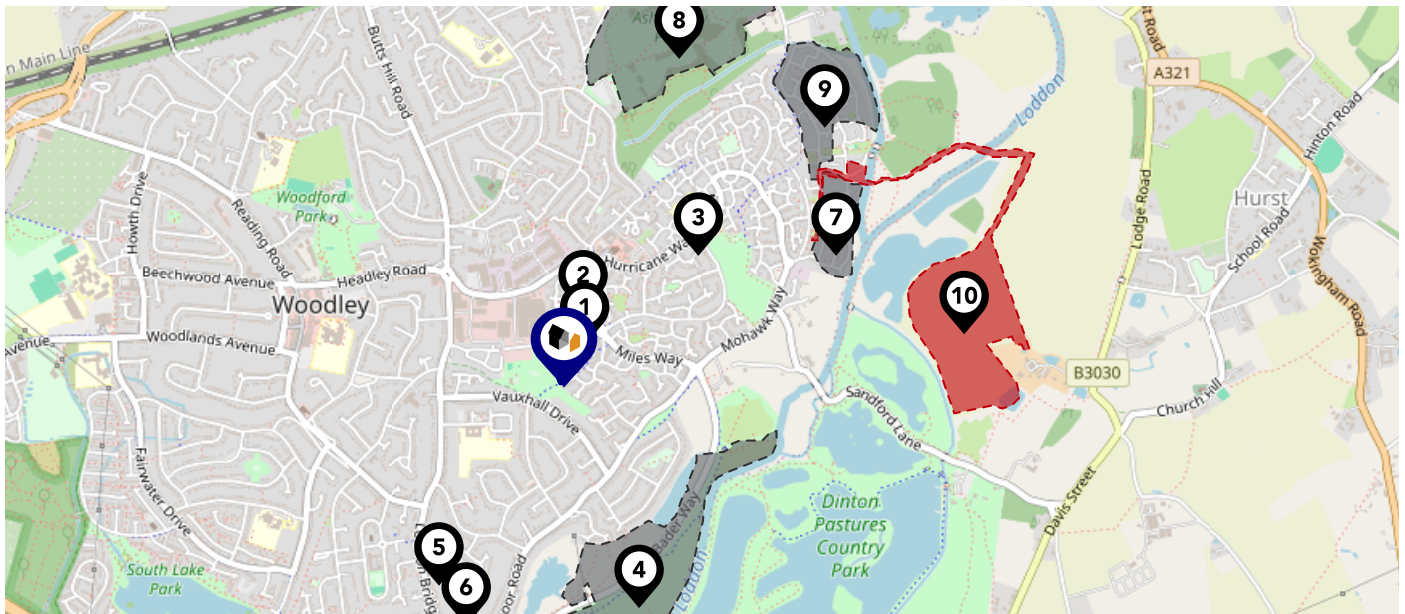 8
n Main Line
Butts Hill Road
9
A321
Loddon
Hinton Road
Hurst
School Road
Lodge Road
Howth Drive
Reading Road
Woodford
Park
3
7
Hurricane Way
2
1
Beechwood Avenue
Headley Road
Woodley
10
Wokingham Road
Avenue
Woodlands Avenue
Miles Way
Mohawk Way
B3030
Vauxhall Drive
Sandford Lane
Church Hill
Fairwater Drive
Davis Street
Dinton
Pastures
Country
Park
Bader Way
5
6
4
South Lake
Park
Loddon